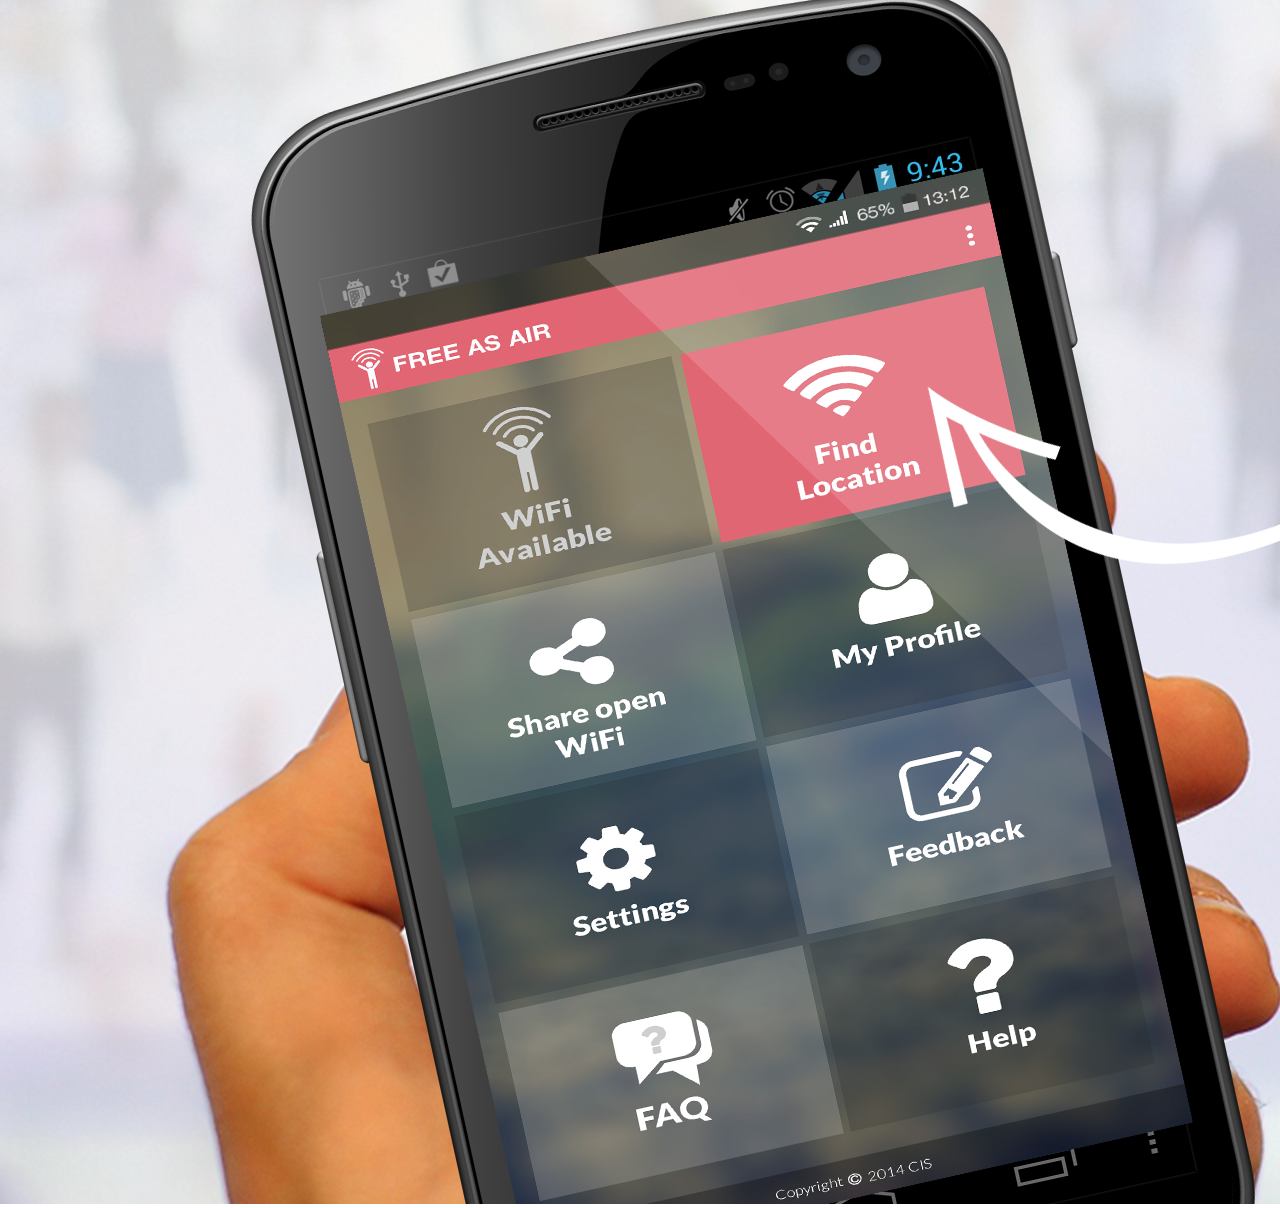 9:43
65% 13:12
FREE AS AIR
WiFi
Available
Find
Location
Share open
WiFi
My Profile
Settings
Feedback
FAQ
Help
Copyright © 2014 CIS